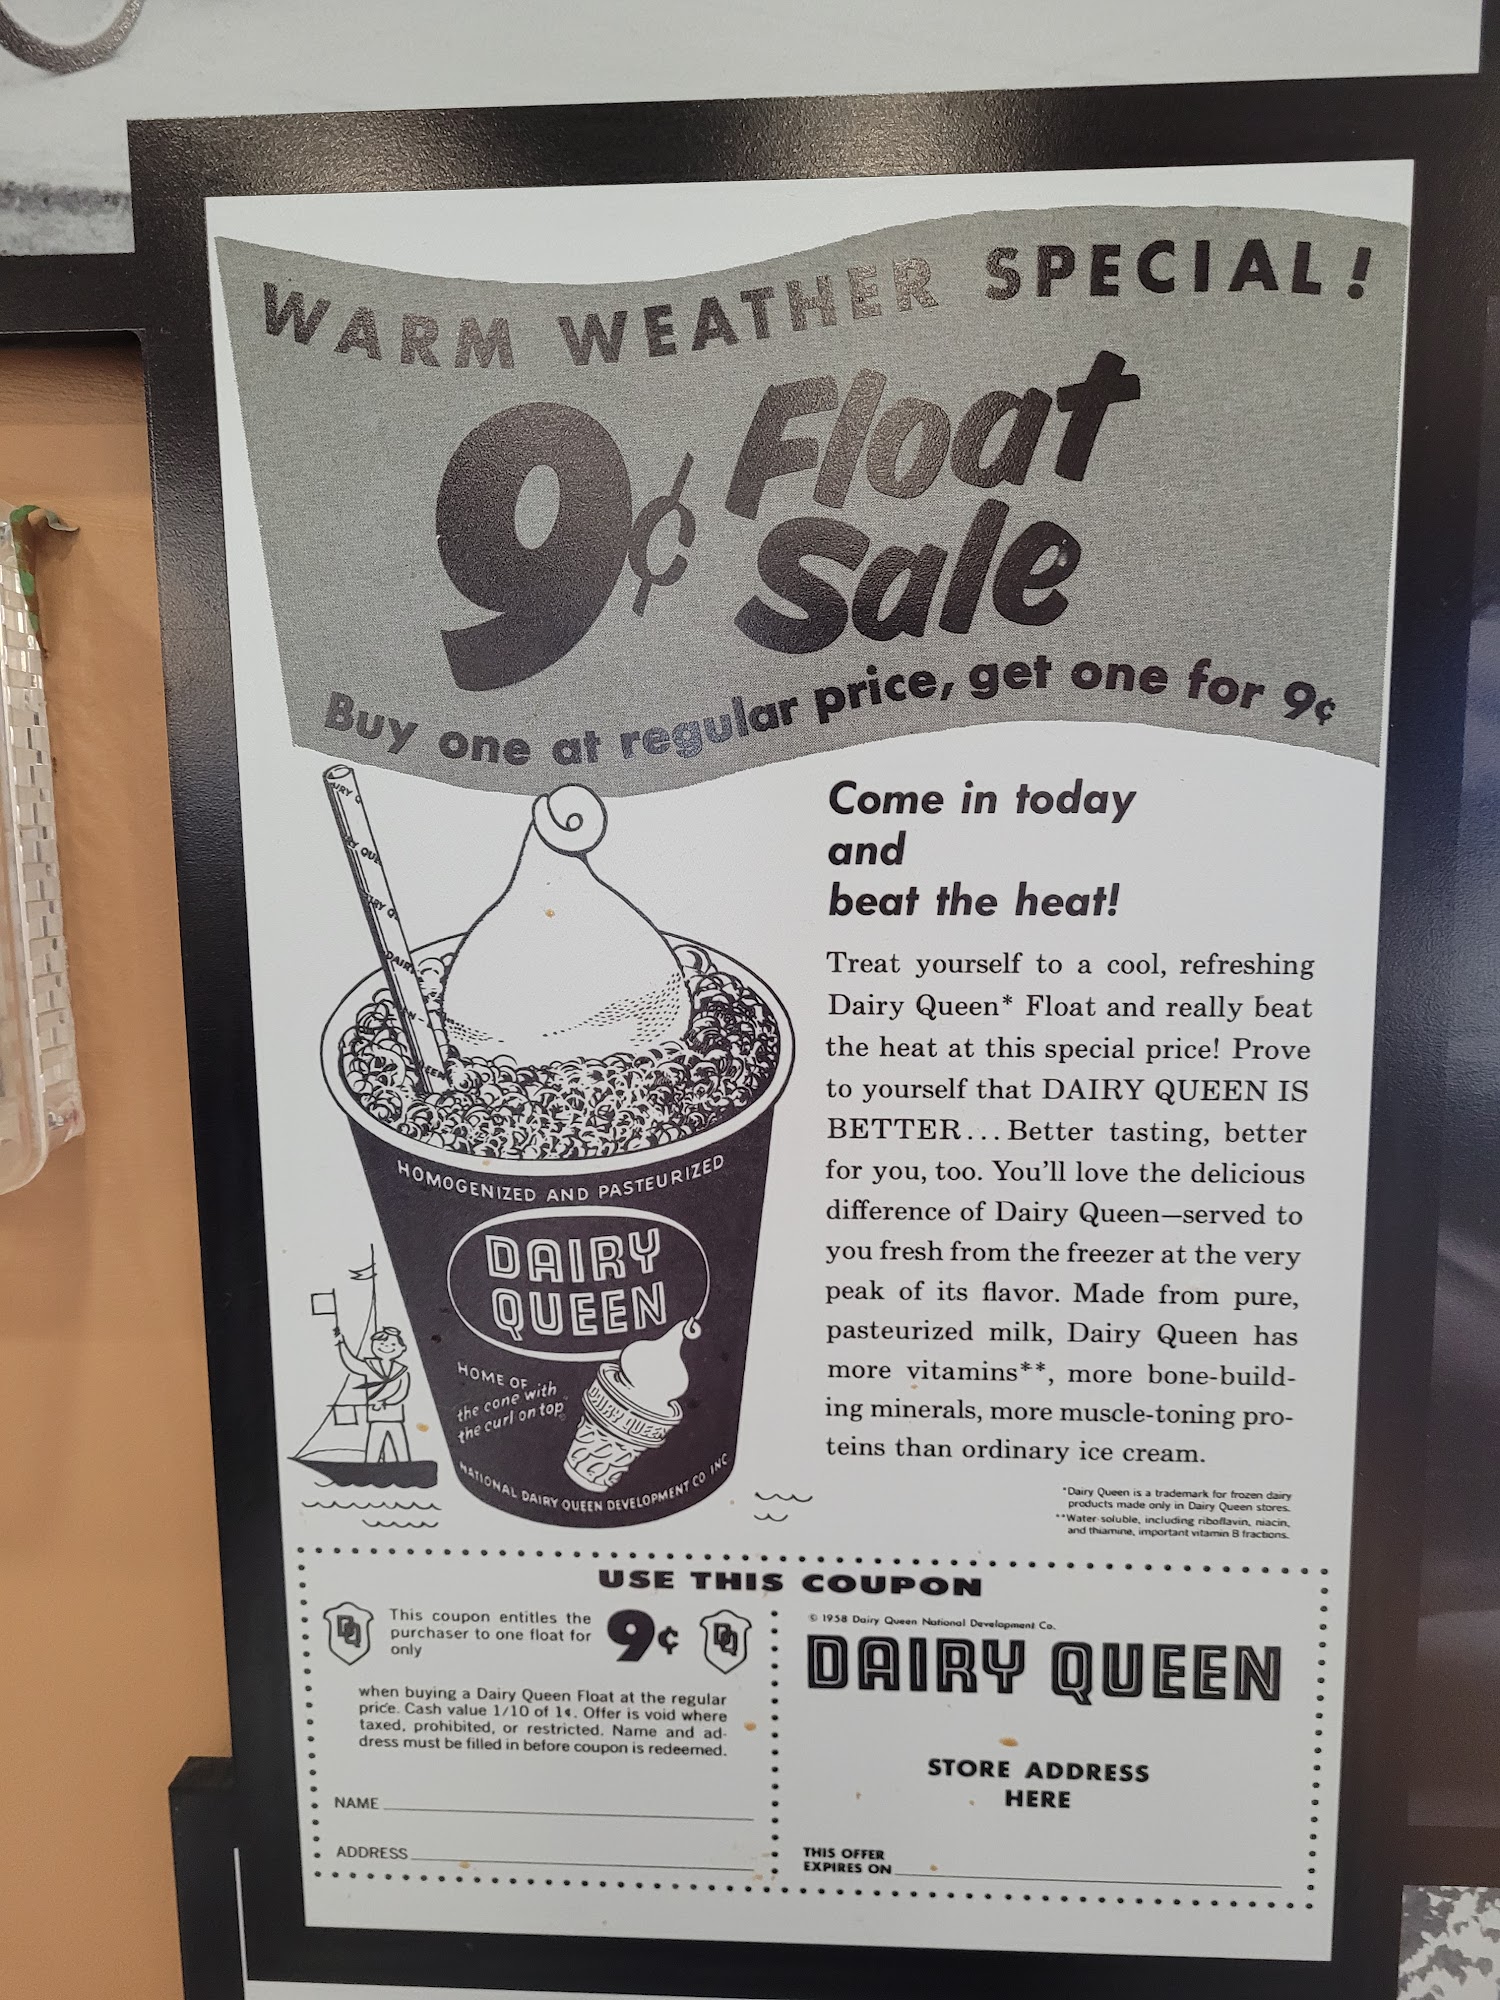 WARM WEATHER SPECIAL!
9¢ Float
Sale
Buy one at regular price, get one for 9¢
Come in today
and
beat the heat!
Treat yourself to a cool, refreshing
Dairy Queen* Float and really beat
the heat at this special price! Prove
to yourself that DAIRY QUEEN IS
BETTER... Better tasting, better
for you, too. You'll love the delicious
difference of Dairy Queen—served to
you fresh from the freezer at the very
peak of its flavor. Made from pure,
pasteurized milk, Dairy Queen has
more vitamins**, more bone-build-
ing minerals, more muscle-toning pro-
teins than ordinary ice cream.
*Dairy Queen is a trademark for frozen dairy
products made only in Dairy Queen stores.
**Water-soluble, including riboflavin, niacin,
and thiamine, important vitamin B fractions.
HOMOGENIZED AND PASTEURIZED
DAIRY
QUEEN
HOME OF
the cone with
the curl on top
DAIRY QUEEN
NATIONAL DAIRY QUEEN DEVELOPMENT CO INC.
USE THIS COUPON
DQ
This coupon entitles the
purchaser to one float for
only
9¢
DQ
when buying a Dairy Queen Float at the regular
price. Cash value 1/10 of 1¢. Offer is void where
taxed, prohibited, or restricted. Name and ad-
dress must be filled in before coupon is redeemed.
NAME
ADDRESS
© 1958 Dairy Queen National Development Co.
DAIRY QUEEN
STORE ADDRESS
HERE
THIS OFFER
EXPIRES ON